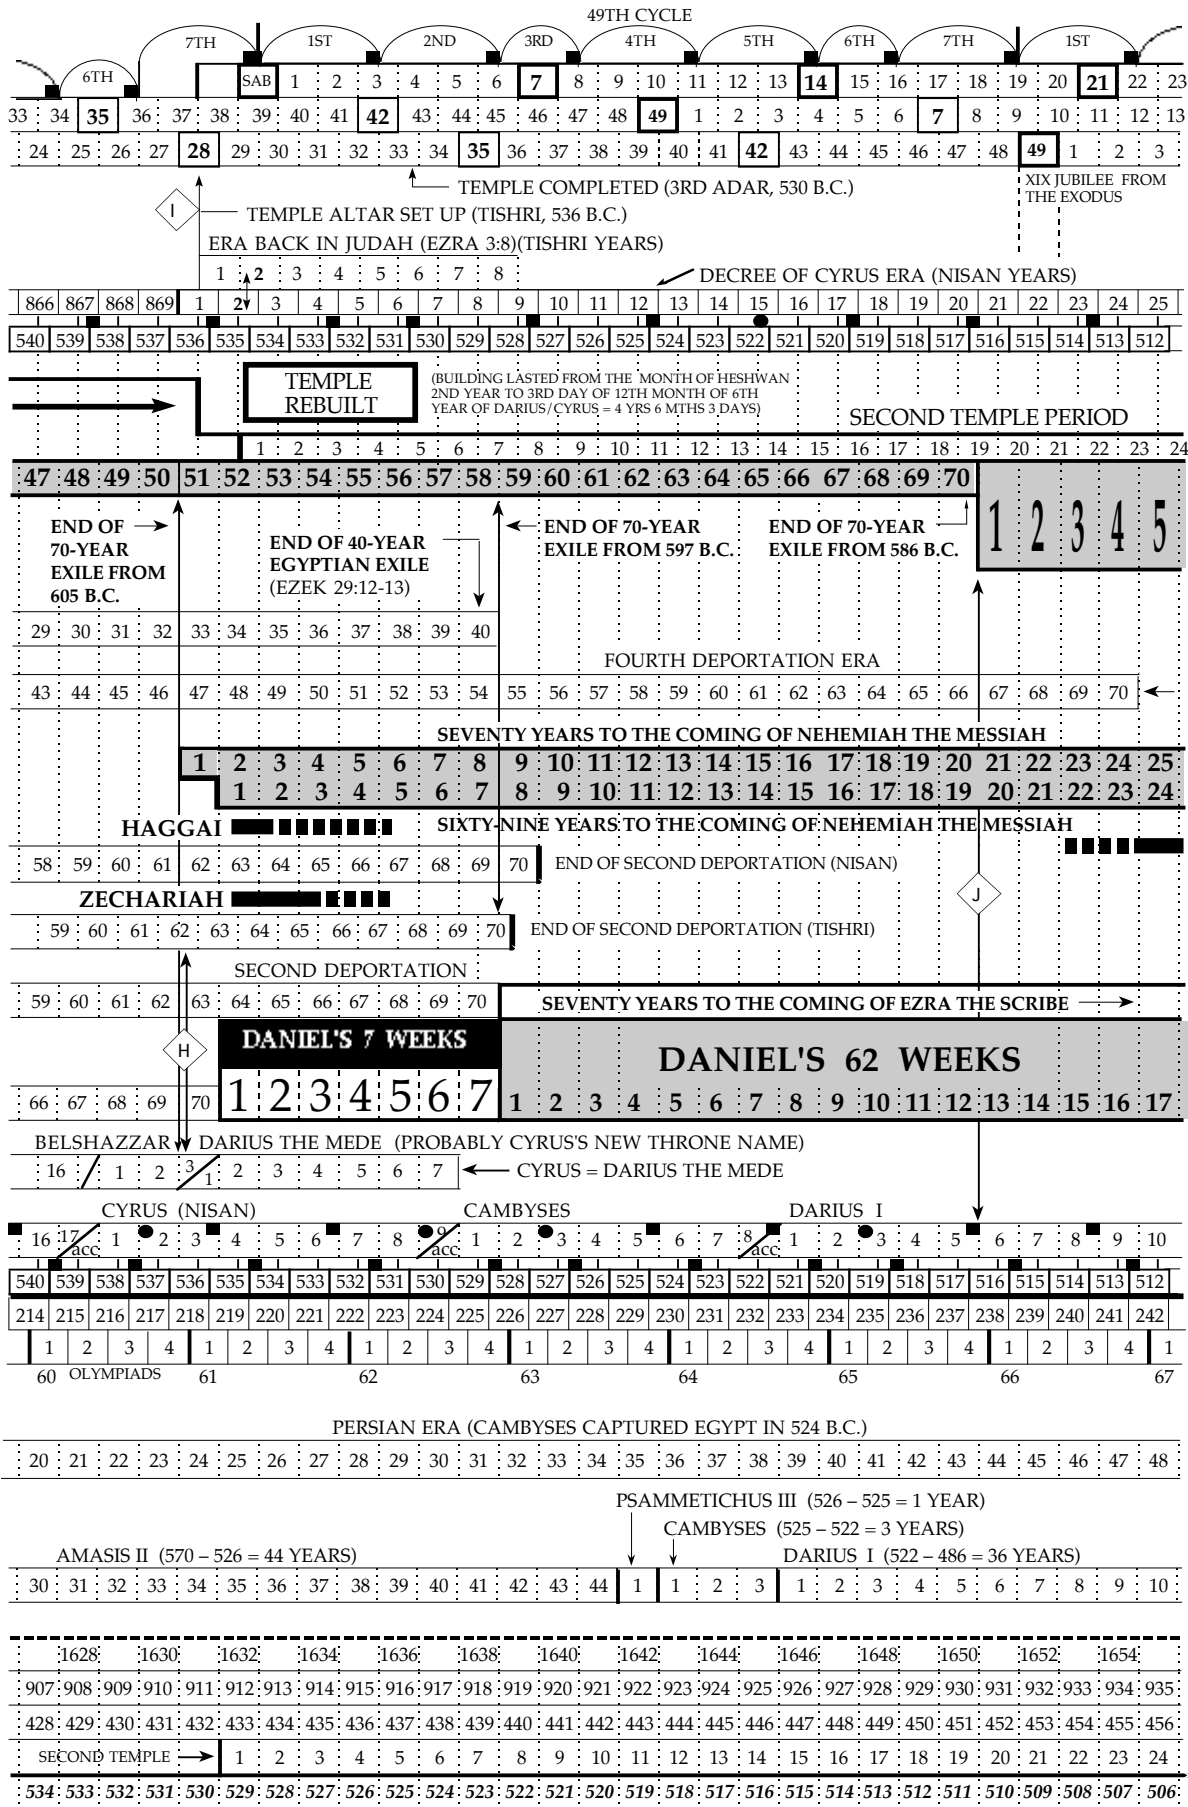 49TH CYCLE
7TH 1ST 2ND 3RD 4TH 5TH 6TH 7TH 1ST
6TH
SAB 1 2 3 4 5 6 7 8 9 10 11 12 13 14 15 16 17 18 19 20 21 22 23
33 34 35 36 37 38 39 40 41 42 43 44 45 46 47 48 49 1 2 3 4 5 6 7 8 9 10 11 12 13
24 25 26 27 28 29 30 31 32 33 34 35 36 37 38 39 40 41 42 43 44 45 46 47 48 49 1 2 3
TEMPLE COMPLETED (3RD ADAR, 530 B.C.)
XIX JUBILEE FROM
THE EXODUS
I
TEMPLE ALTAR SET UP (TISHRI, 536 B.C.)
ERA BACK IN JUDAH (EZRA 3:8)(TISHRI YEARS)
1 2 3 4 5 6 7 8
DECREE OF CYRUS ERA (NISAN YEARS)
866 867 868 869 1 2 3 4 5 6 7 8 9 10 11 12 13 14 15 16 17 18 19 20 21 22 23 24 25
540 539 538 537 536 535 534 533 532 531 530 529 528 527 526 525 524 523 522 521 520 519 518 517 516 515 514 513 512
TEMPLE
REBUILT
(BUILDING LASTED FROM THE MONTH OF HESHWAN
2ND YEAR TO 3RD DAY OF 12TH MONTH OF 6TH
YEAR OF DARIUS/CYRUS = 4 YRS 6 MTHS 3 DAYS)
SECOND TEMPLE PERIOD
1 2 3 4 5 6 7 8 9 10 11 12 13 14 15 16 17 18 19 20 21 22 23 24
47 48 49 50 51 52 53 54 55 56 57 58 59 60 61 62 63 64 65 66 67 68 69 70
1 2 3 4 5
END OF
70-YEAR
EXILE FROM
605 B.C.
END OF 40-YEAR
EGYPTIAN EXILE
(EZEK 29:12-13)
END OF 70-YEAR
EXILE FROM 597 B.C.
END OF 70-YEAR
EXILE FROM 586 B.C.
29 30 31 32 33 34 35 36 37 38 39 40
FOURTH DEPORTATION ERA
43 44 45 46 47 48 49 50 51 52 53 54 55 56 57 58 59 60 61 62 63 64 65 66 67 68 69 70
SEVENTY YEARS TO THE COMING OF NEHEMIAH THE MESSIAH
1 2 3 4 5 6 7 8 9 10 11 12 13 14 15 16 17 18 19 20 21 22 23 24 25
1 2 3 4 5 6 7 8 9 10 11 12 13 14 15 16 17 18 19 20 21 22 23 24
HAGGAI
SIXTY-NINE YEARS TO THE COMING OF NEHEMIAH THE MESSIAH
58 59 60 61 62 63 64 65 66 67 68 69 70
END OF SECOND DEPORTATION (NISAN)
ZECHARIAH
J
59 60 61 62 63 64 65 66 67 68 69 70
END OF SECOND DEPORTATION (TISHRI)
SECOND DEPORTATION
59 60 61 62 63 64 65 66 67 68 69 70
SEVENTY YEARS TO THE COMING OF EZRA THE SCRIBE
H
DANIEL'S 7 WEEKS
DANIEL'S 62 WEEKS
66 67 68 69 70 1 2 3 4 5 6 7 1 2 3 4 5 6 7 8 9 10 11 12 13 14 15 16 17
BELSHAZZAR DARIUS THE MEDE (PROBABLY CYRUS'S NEW THRONE NAME)
16 1 2 3 1 2 3 4 5 6 7
CYRUS = DARIUS THE MEDE
CYRUS (NISAN) CAMBYSES DARIUS I
16 17 acc 1 2 3 4 5 6 7 8 9 acc 1 2 3 4 5 6 7 8 acc 1 2 3 4 5 6 7 8 9 10
540 539 538 537 536 535 534 533 532 531 530 529 528 527 526 525 524 523 522 521 520 519 518 517 516 515 514 513 512
214 215 216 217 218 219 220 221 222 223 224 225 226 227 228 229 230 231 232 233 234 235 236 237 238 239 240 241 242
1 2 3 4 1 2 3 4 1 2 3 4 1 2 3 4 1 2 3 4 1 2 3 4 1 2 3 4 1
60 OLYMPIADS 61 62 63 64 65 66 67
PERSIAN ERA (CAMBYSES CAPTURED EGYPT IN 524 B.C.)
20 21 22 23 24 25 26 27 28 29 30 31 32 33 34 35 36 37 38 39 40 41 42 43 44 45 46 47 48
PSAMMETICHUS III (526 – 525 = 1 YEAR)
CAMBYSES (525 – 522 = 3 YEARS)
AMASIS II (570 – 526 = 44 YEARS)
DARIUS I (522 – 486 = 36 YEARS)
30 31 32 33 34 35 36 37 38 39 40 41 42 43 44 1 1 2 3 1 2 3 4 5 6 7 8 9 10
1628 1630 1632 1634 1636 1638 1640 1642 1644 1646 1648 1650 1652 1654
907 908 909 910 911 912 913 914 915 916 917 918 919 920 921 922 923 924 925 926 927 928 929 930 931 932 933 934 935
428 429 430 431 432 433 434 435 436 437 438 439 440 441 442 443 444 445 446 447 448 449 450 451 452 453 454 455 456
SECOND TEMPLE 1 2 3 4 5 6 7 8 9 10 11 12 13 14 15 16 17 18 19 20 21 22 23 24
534 533 532 531 530 529 528 527 526 525 524 523 522 521 520 519 518 517 516 515 514 513 512 511 510 509 508 507 506